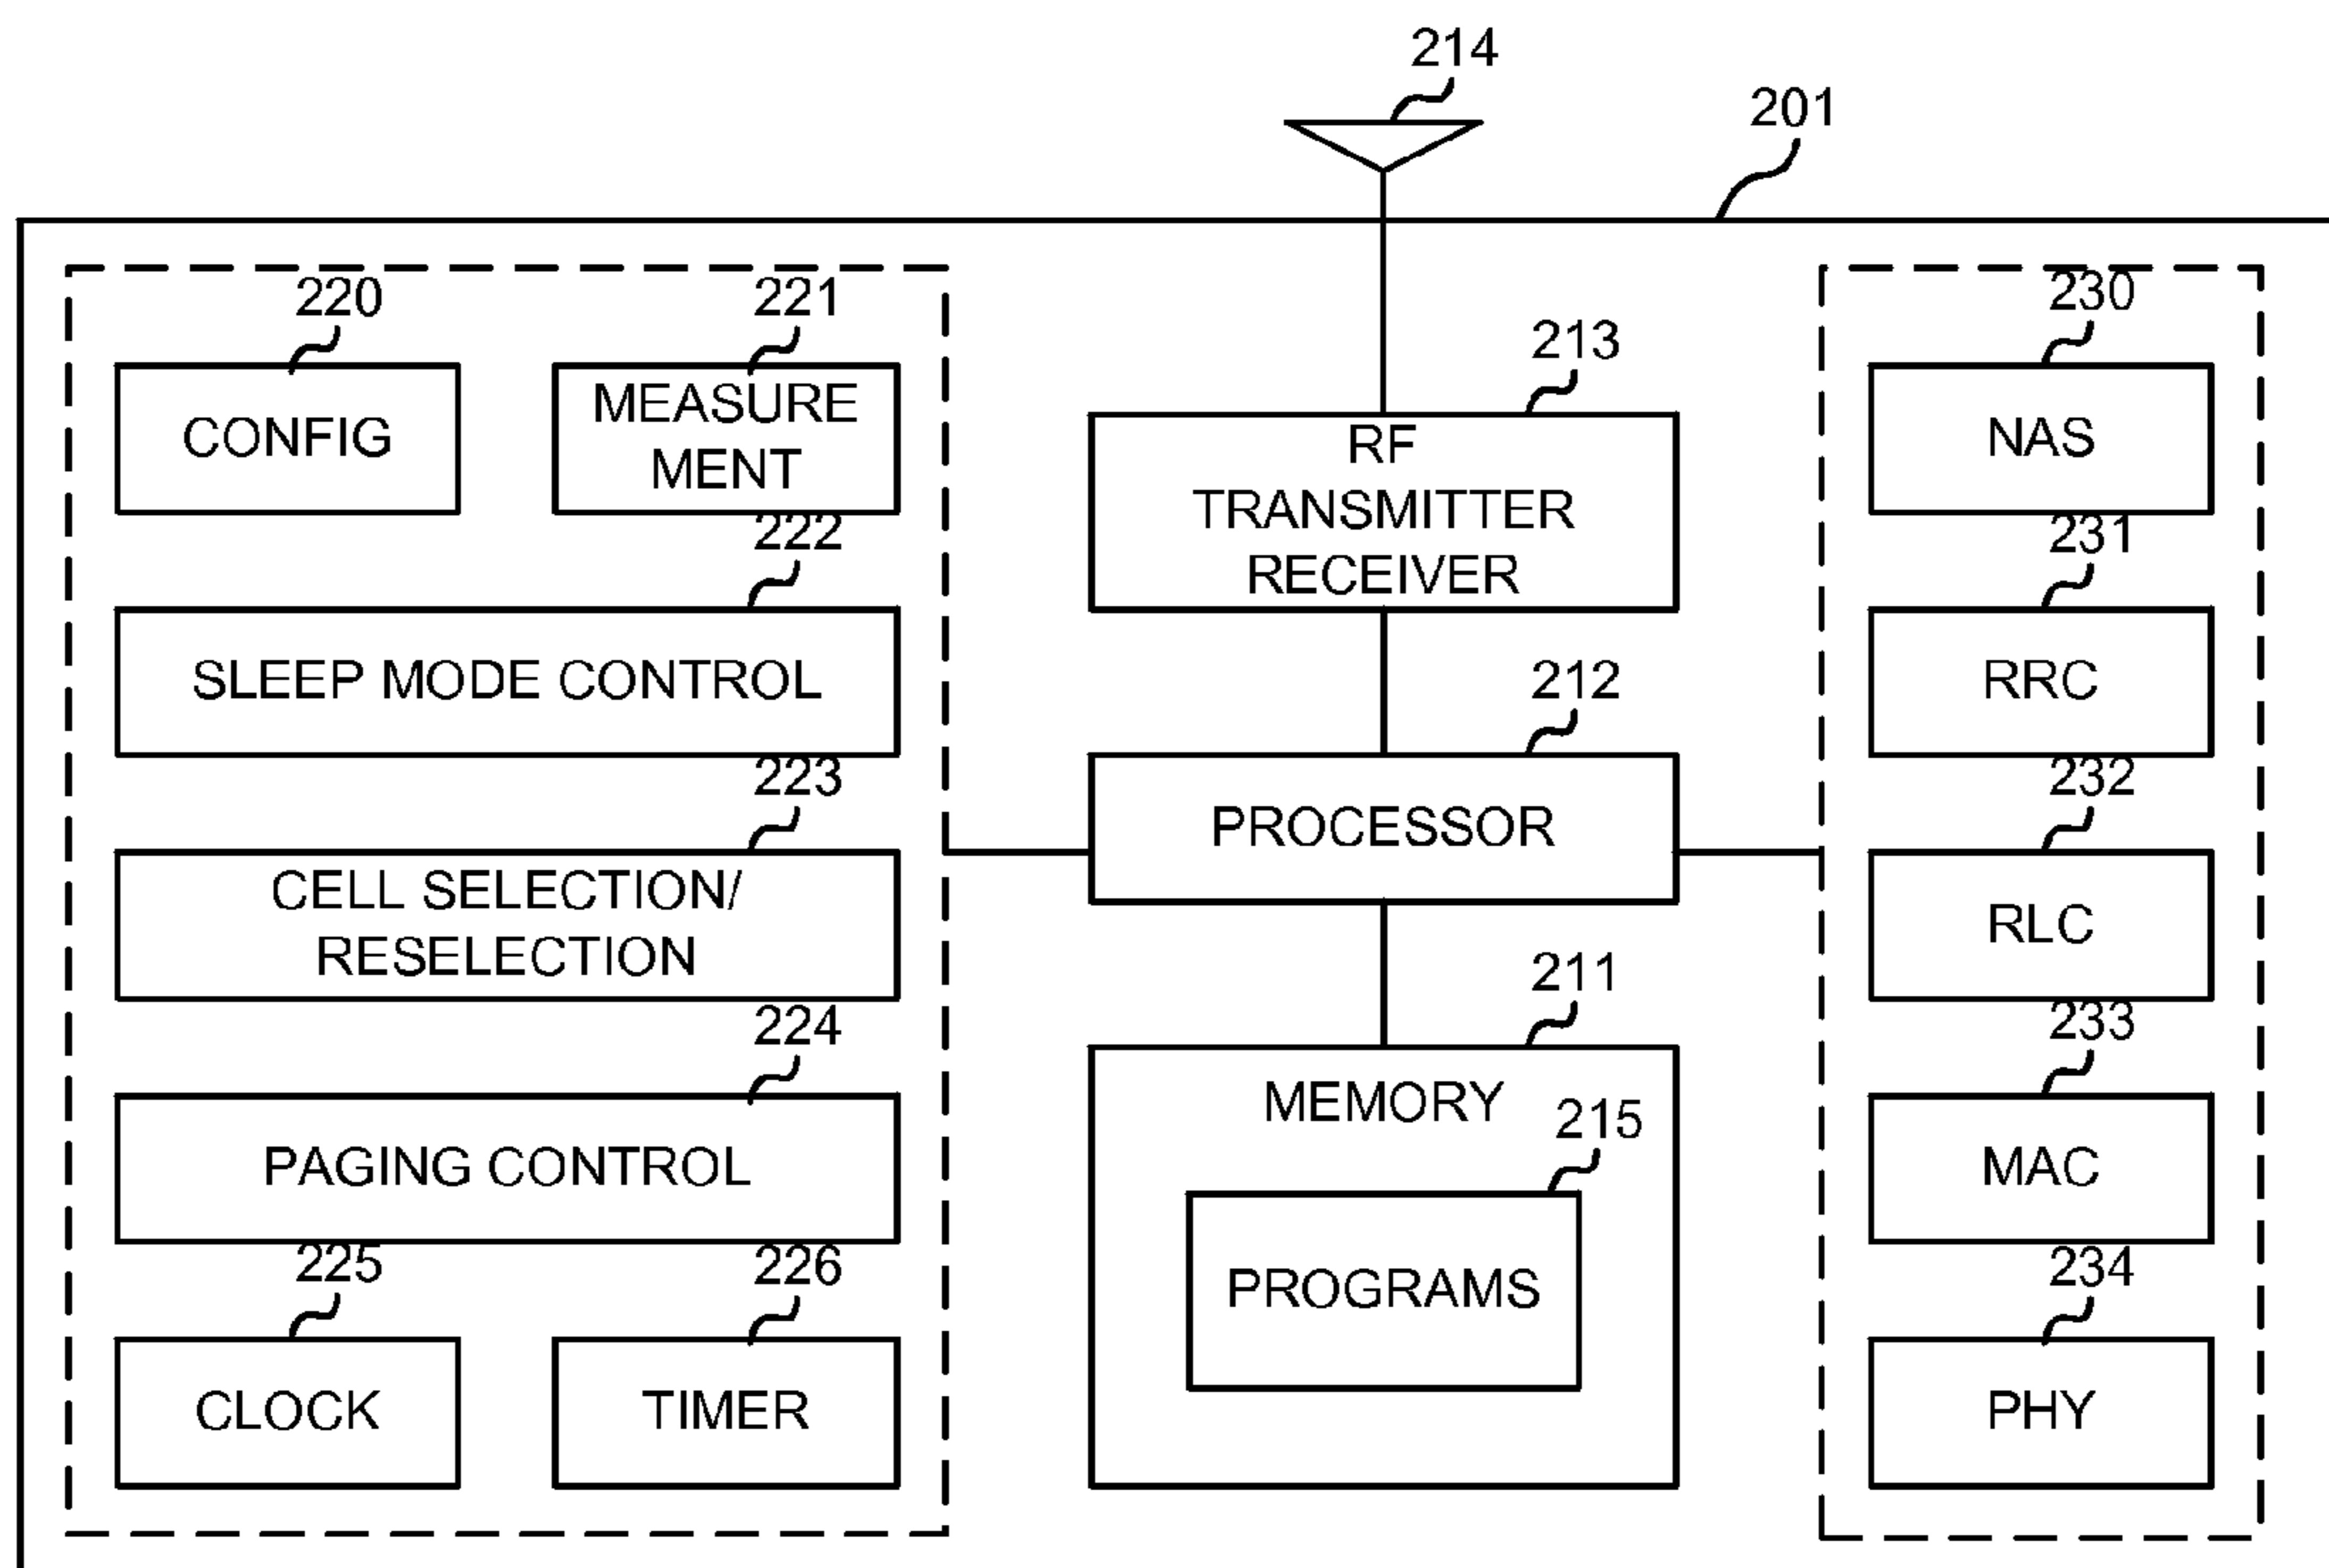 214
201
220
221
CONFIG
MEASURE
MENT
222
SLEEP MODE CONTROL
223
CELL SELECTION/
RESELECTION
224
PAGING CONTROL
225
226
CLOCK
TIMER
213
RF
TRANSMITTER
RECEIVER
212
PROCESSOR
211
MEMORY
215
PROGRAMS
230
NAS
231
RRC
232
RLC
233
MAC
234
PHY